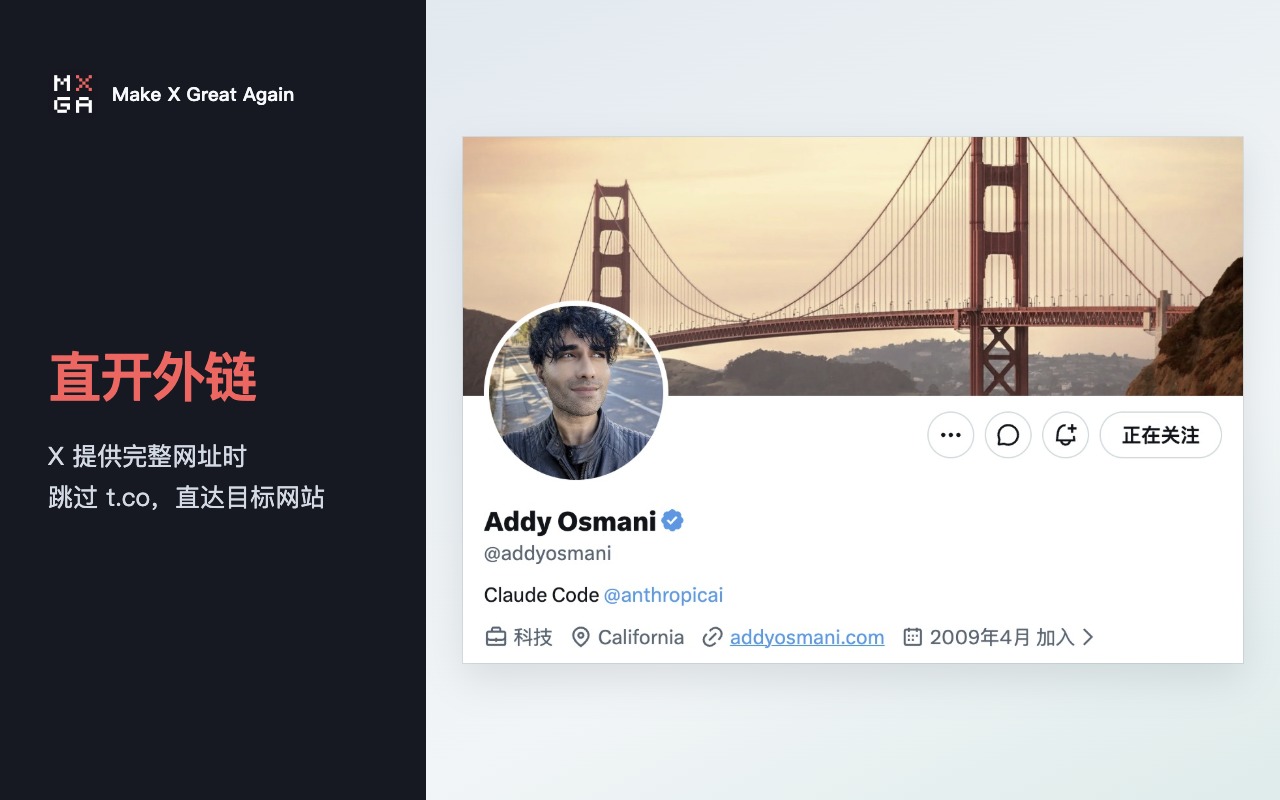 MX
GA
Make X Great Again
直开外链
X 提供完整网址时
跳过 t.co，直达目标网站
正在关注
Addy Osmani
@addyosmani
Claude Code @anthropicai
科技 California addyosmani.com 2009年4月 加入